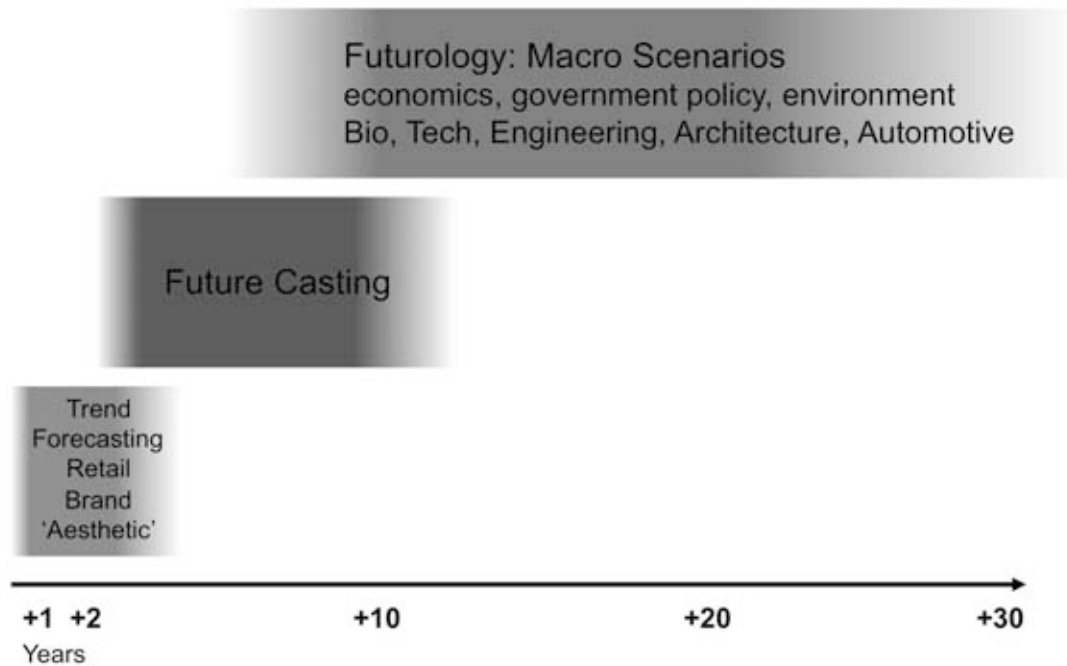 Futurology: Macro Scenarios
economics, government policy, environment
Bio, Tech, Engineering, Architecture, Automotive
Future Casting
Trend
Forecasting
Retail
Brand
‘Aesthetic’
+1 +2 +10 +20 +30
Years